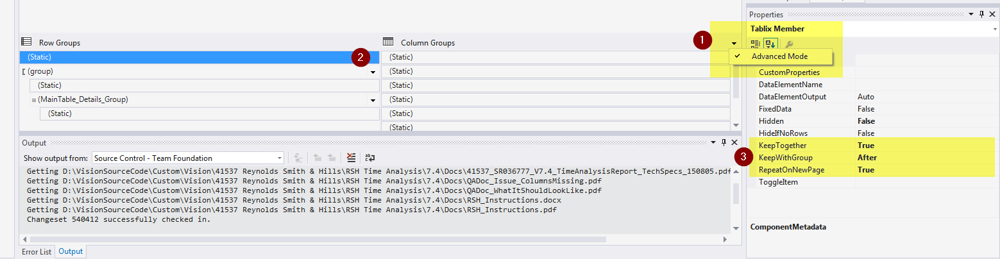 Properties
Tablix Member
1
Row Groups
Column Groups
Advanced Mode
(Static)
2
(Static)
(group)
(Static)
CustomProperties
(Static)
(Static)
DataElementName
(MainTable_Details_Group)
(Static)
DataElementOutput Auto
FixedData False
(Static)
(Static)
Hidden False
(Static)
HideIfNoRows False
3
KeepTogether True
KeepWithGroup After
RepeatOnNewPage True
ToggleItem
ComponentMetadata
Output
Show output from: Source Control - Team Foundation
Getting D:\VisionSourceCode\Custom\Vision\41537 Reynolds Smith & Hills\RSH Time Analysis\7.4\Docs\41537_SR036777_V7.4_TimeAnalysisReport_TechSpecs_150805.pdf
Getting D:\VisionSourceCode\Custom\Vision\41537 Reynolds Smith & Hills\RSH Time Analysis\7.4\Docs\QADoc_Issue_ColumnsMissing.pdf
Getting D:\VisionSourceCode\Custom\Vision\41537 Reynolds Smith & Hills\RSH Time Analysis\7.4\Docs\QADoc_WhatItShouldLookLike.pdf
Getting D:\VisionSourceCode\Custom\Vision\41537 Reynolds Smith & Hills\RSH Time Analysis\7.4\Docs\RSH_Instructions.docx
Getting D:\VisionSourceCode\Custom\Vision\41537 Reynolds Smith & Hills\RSH Time Analysis\7.4\Docs\RSH_Instructions.pdf
Changeset 540412 successfully checked in.
Error List
Output